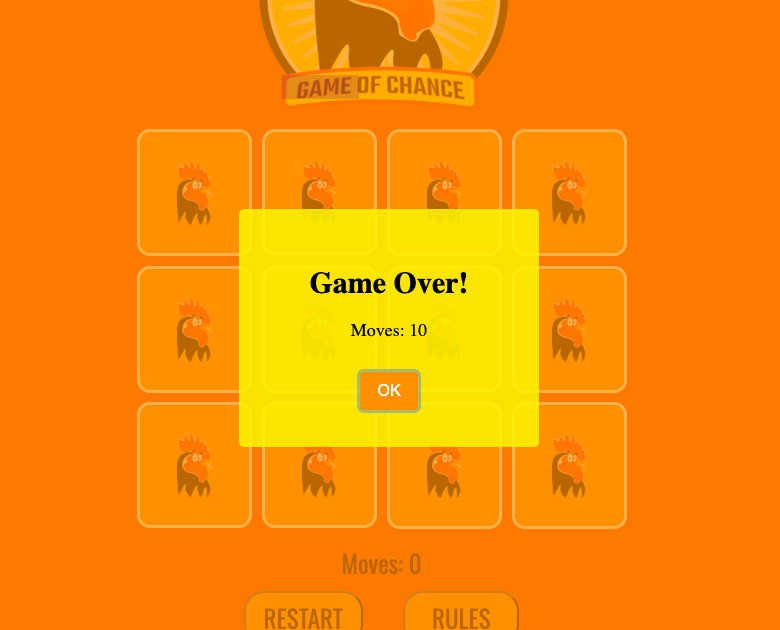 GAME OF CHANCE
Game Over!
Moves: 10
OK
Moves: 0
RESTART
RULES